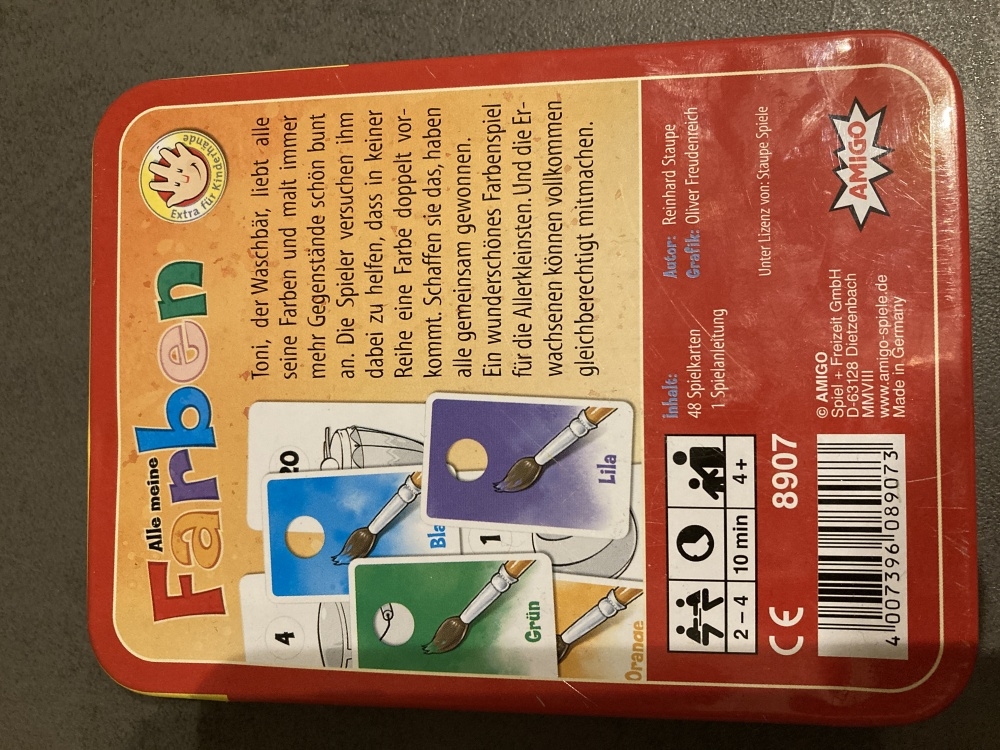 Alle meine
Farben
Extra für Kinderhände
Toni, der Waschbär, liebt alle
seine Farben und malt immer
mehr Gegenstände schön bunt
an. Die Spieler versuchen ihm
dabei zu helfen, dass in keiner
Reihe eine Farbe doppelt vor-
kommt. Schaffen sie das, haben
alle gemeinsam gewonnen.
Ein wunderschönes Farbenspiel
für die Allerkleinsten. Und die Er-
wachsenen können vollkommen
gleichberechtigt mitmachen.
4
20
Bla
1
Grün
Lila
Orange
2 – 4
10 min
4+
Inhalt:
48 Spielkarten
1 Spielanleitung
Autor: Reinhard Staupe
Grafik: Oliver Freudenreich
Unter Lizenz von: Staupe Spiele
CE
8907
© AMIGO
Spiel + Freizeit GmbH
D-63128 Dietzenbach
MMVIII
www.amigo-spiele.de
Made in Germany
AMIGO
4 007396 089073